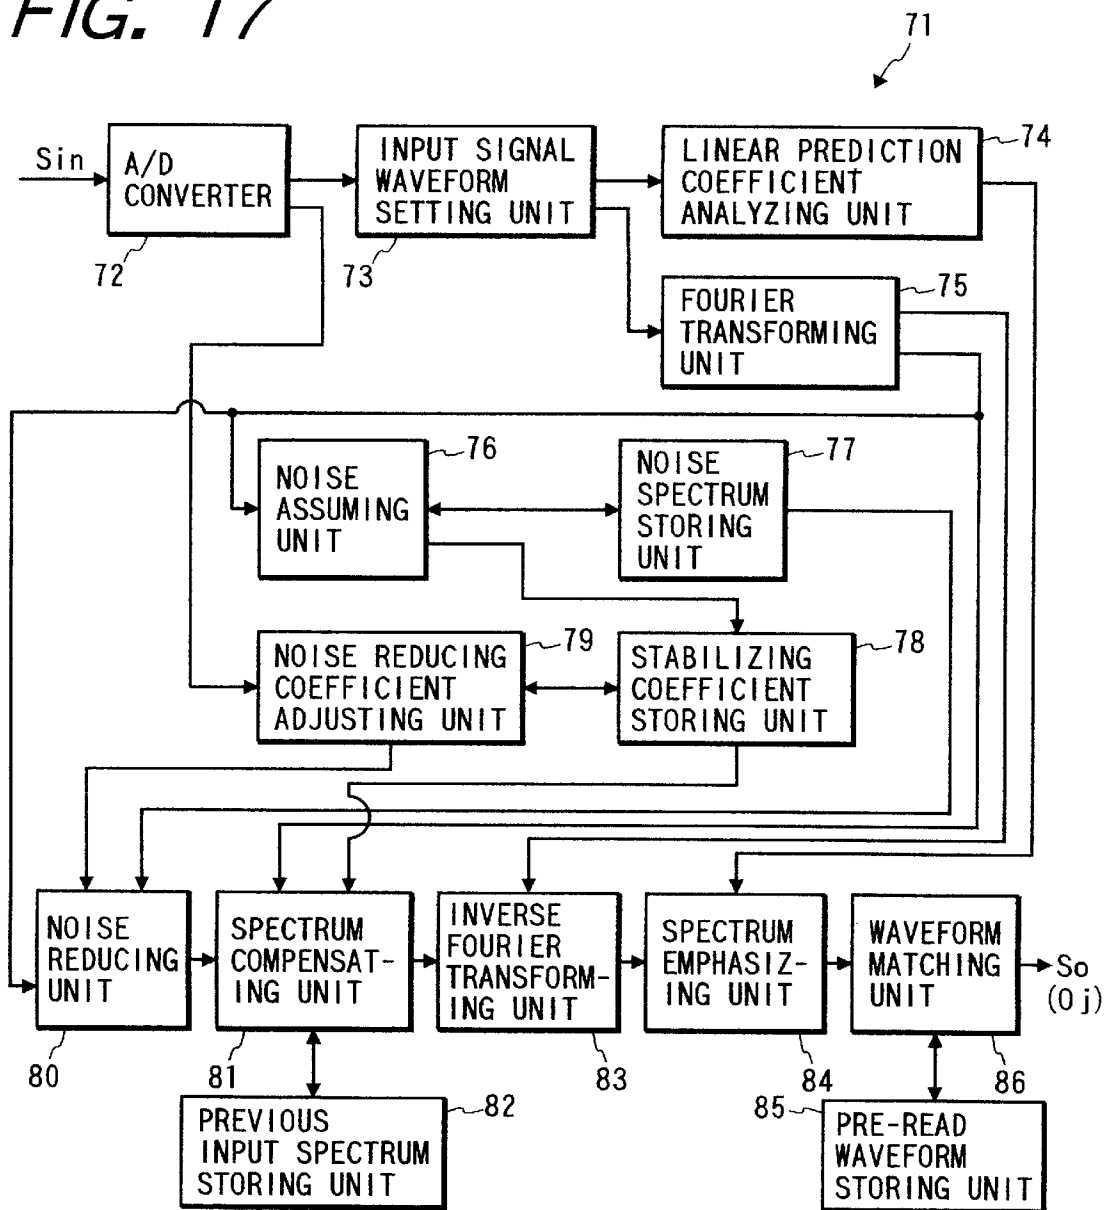 FIG. 17
71
Sin
A/D
CONVERTER
72
INPUT SIGNAL
WAVEFORM
SETTING UNIT
73
LINEAR PREDICTION
COEFFICIENT
ANALYZING UNIT
74
FOURIER
TRANSFORMING
UNIT
75
NOISE
ASSUMING
UNIT
76
NOISE
SPECTRUM
STORING
UNIT
77
NOISE REDUCING
COEFFICIENT
ADJUSTING UNIT
79
STABILIZING
COEFFICIENT
STORING UNIT
78
NOISE
REDUCING
UNIT
80
SPECTRUM
COMPENSAT-
ING UNIT
81
INVERSE
FOURIER
TRANSFORM-
ING UNIT
83
SPECTRUM
EMPHASIZ-
ING UNIT
84
WAVEFORM
MATCHING
UNIT
86
So
(Oj)
PREVIOUS
INPUT SPECTRUM
STORING UNIT
82
85
PRE-READ
WAVEFORM
STORING UNIT